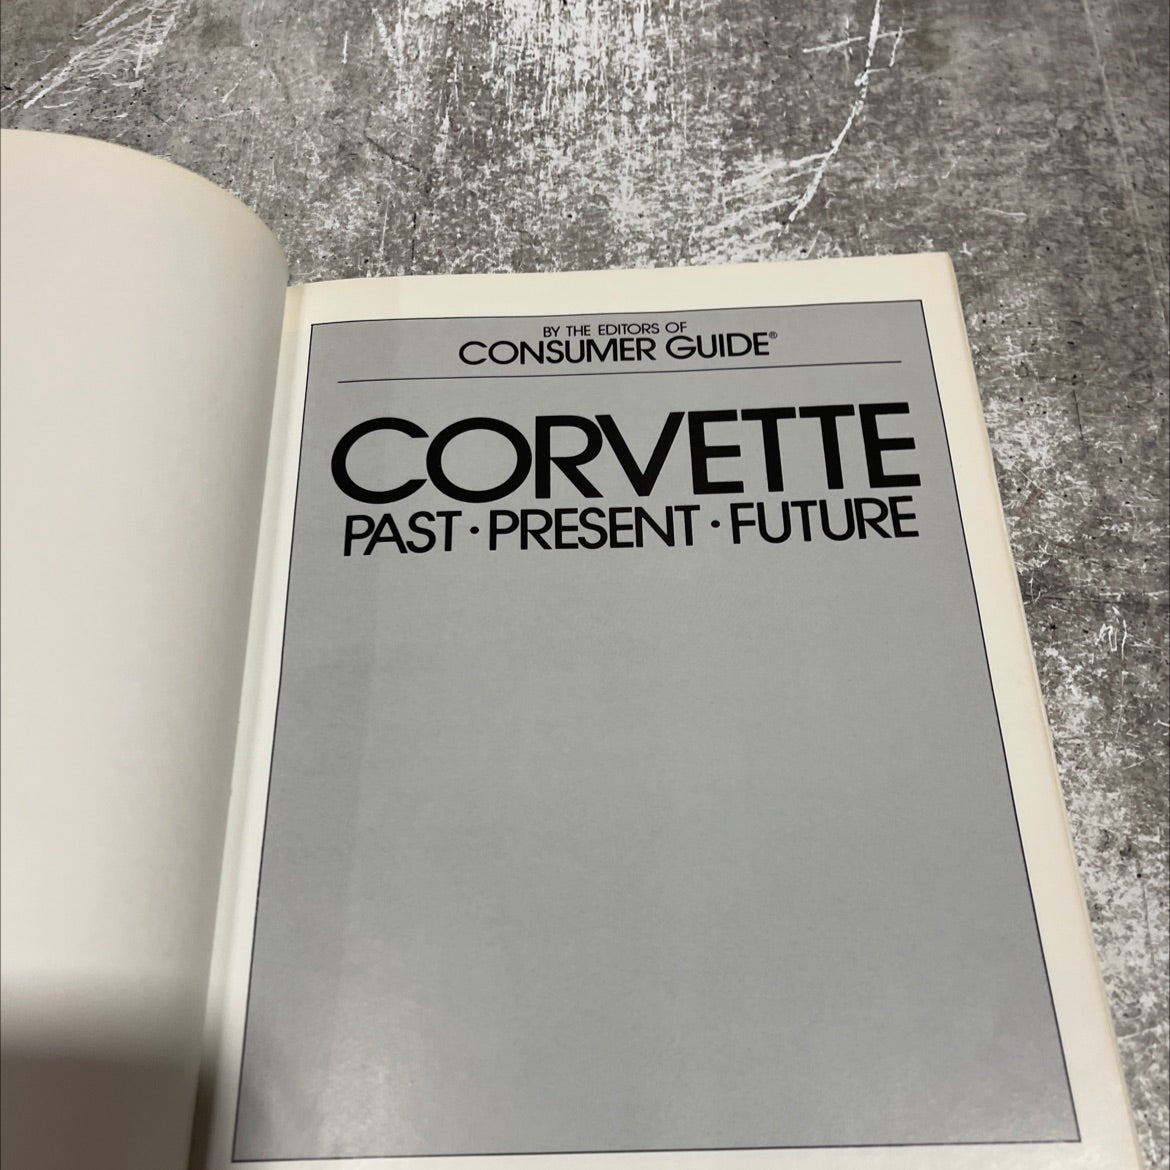 BY THE EDITORS OF
CONSUMER GUIDE®
CORVETTE
PAST·PRESENT·FUTURE